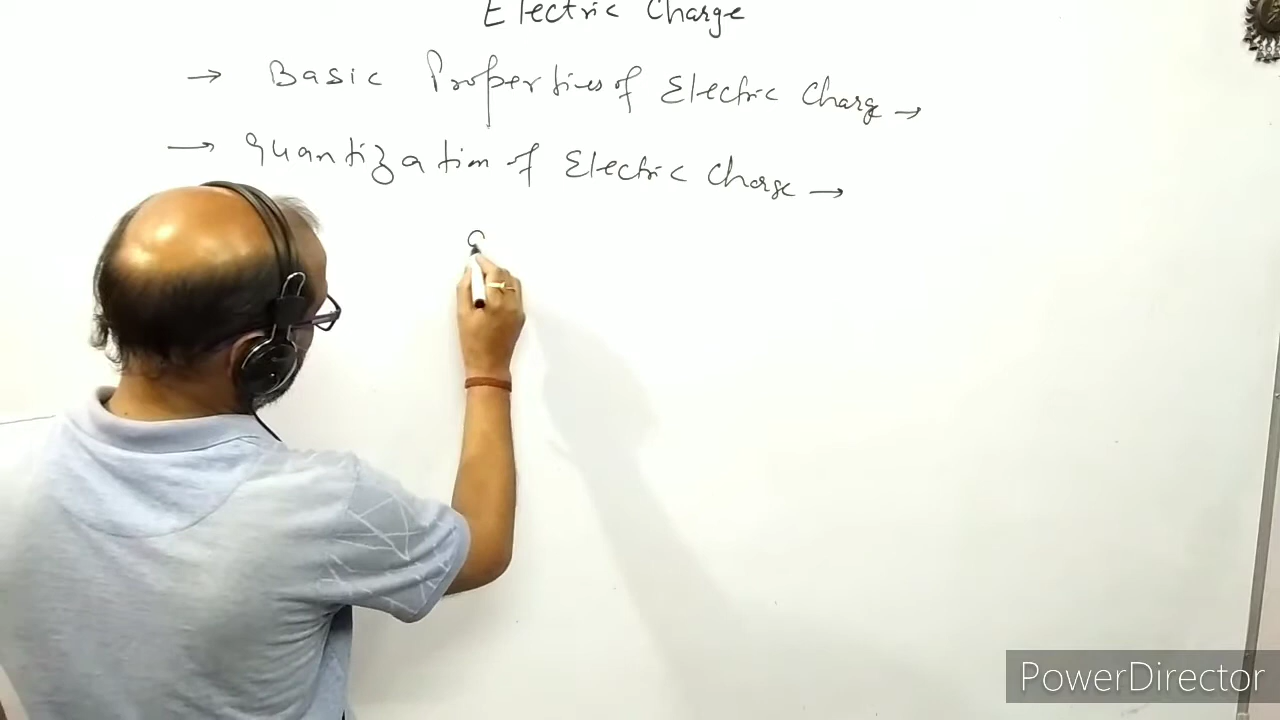 Electric Charge
→ Basic Properties of Electric Charge →
→ Quantization of Electric Charge →
PowerDirector